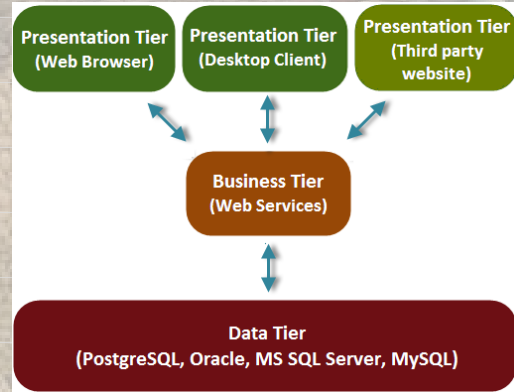 Presentation Tier
(Web Browser)
Presentation Tier
(Desktop Client)
Presentation Tier
(Third party
website)
Business Tier
(Web Services)
Data Tier
(PostgreSQL, Oracle, MS SQL Server, MySQL)